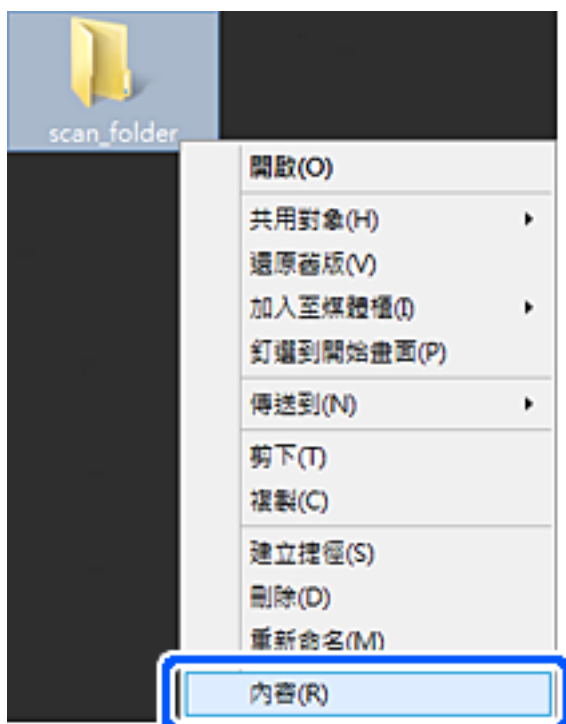 scan_folder
開啟(O)
共用對象(H)
還原舊版(V)
加入至媒體櫃(I)
釘選到開始畫面(P)
傳送到(N)
剪下(T)
複製(C)
建立捷徑(S)
刪除(D)
重新命名(M)
內容(R)